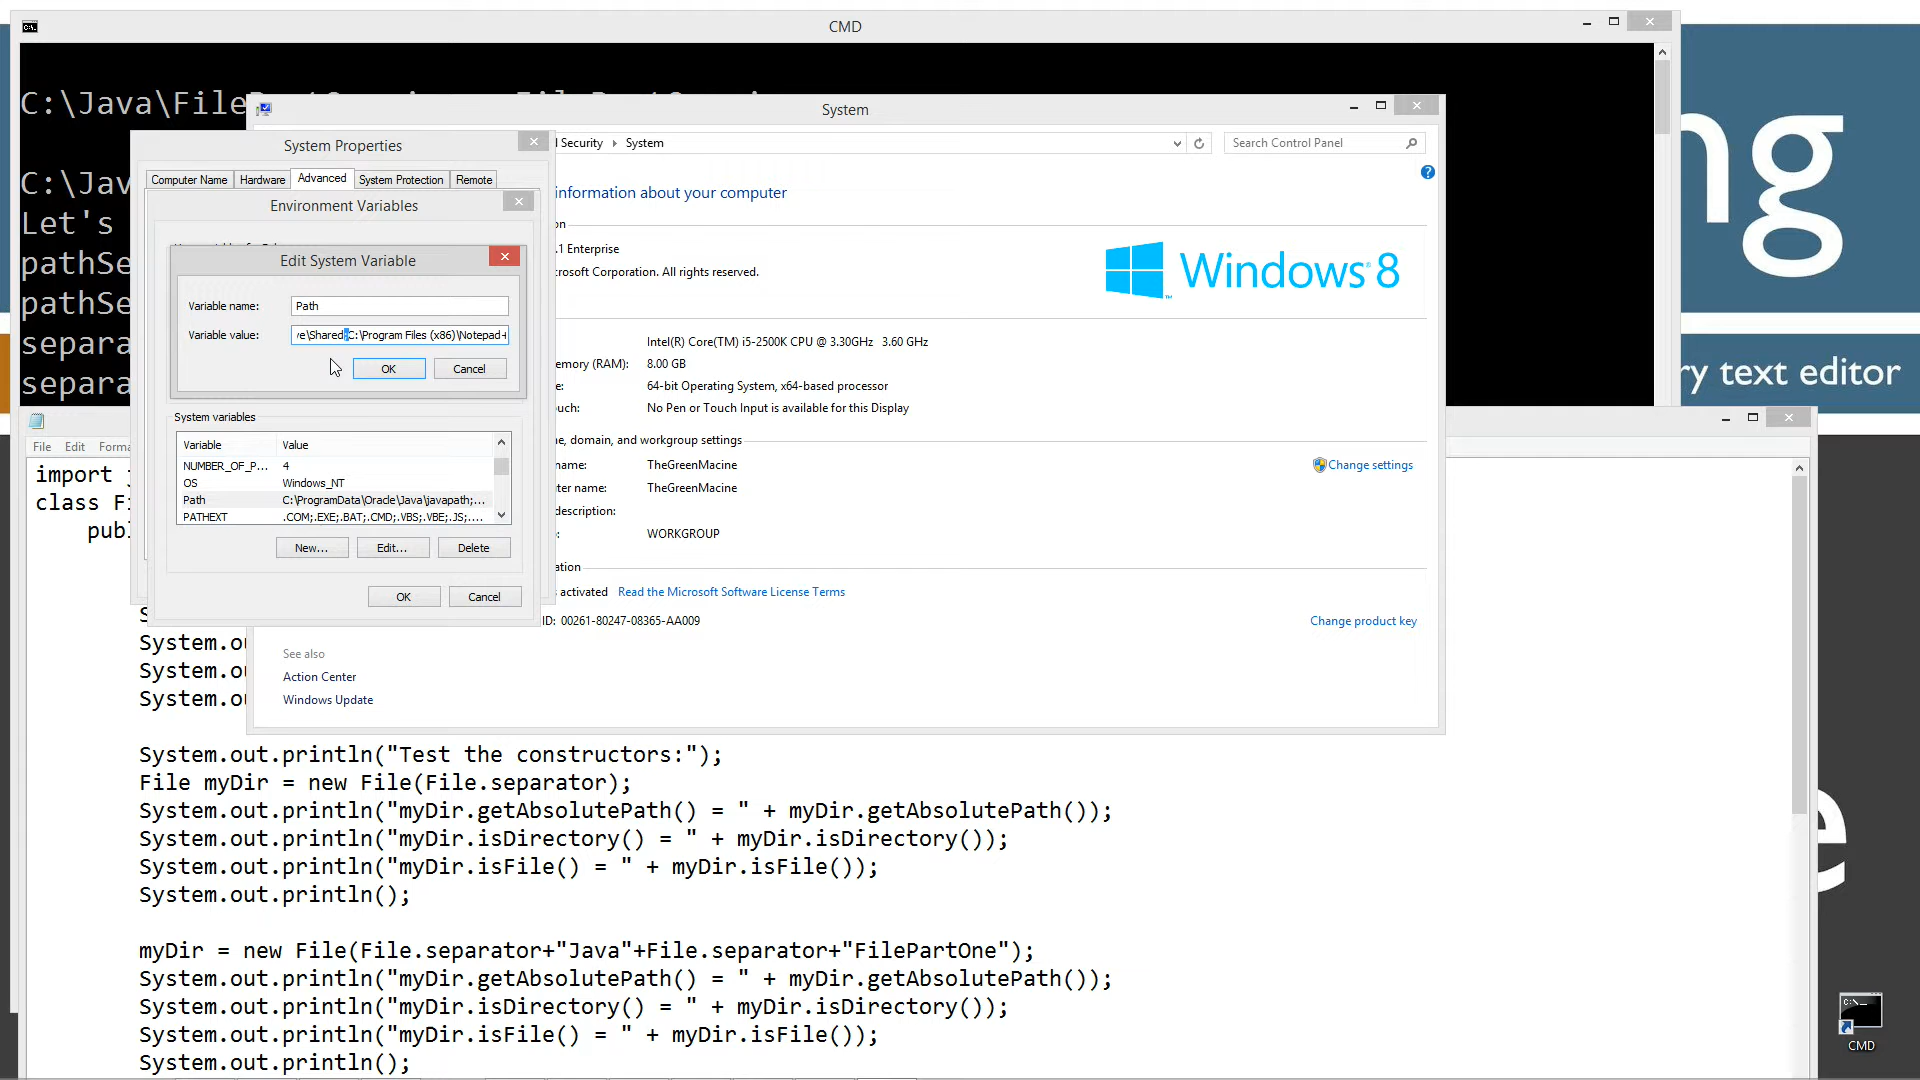 CMD
C:\Java\File
C:\Jav
Let's
pathSe
pathSe
separa
separa
System
l Security System
Search Control Panel
information about your computer
on
.1 Enterprise
rosoft Corporation. All rights reserved.
Windows 8
Intel(R) Core(TM) i5-2500K CPU @ 3.30GHz 3.60 GHz
emory (RAM): 8.00 GB
e: 64-bit Operating System, x64-based processor
uch: No Pen or Touch Input is available for this Display
ne, domain, and workgroup settings
name: TheGreenMacine
Change settings
ter name: TheGreenMacine
description:
: WORKGROUP
ation
s activated Read the Microsoft Software License Terms
ID: 00261-80247-08365-AA009
Change product key
See also
Action Center
Windows Update
System Properties
Computer Name Hardware Advanced System Protection Remote
Environment Variables
Edit System Variable
Variable name: Path
Variable value: ve\Shared;C:\Program Files (x86)\Notepad+
OK Cancel
System variables
Variable Value
NUMBER_OF_P... 4
OS Windows_NT
Path C:\ProgramData\Oracle\Java\javapath;...
PATHEXT .COM;.EXE;.BAT;.CMD;.VBS;.VBE;.JS;....
New... Edit... Delete
OK Cancel
File Edit Forma
import j
class Fi
publ
S
System.ou
System.ou
System.ou
System.out.println("Test the constructors:");
File myDir = new File(File.separator);
System.out.println("myDir.getAbsolutePath() = " + myDir.getAbsolutePath());
System.out.println("myDir.isDirectory() = " + myDir.isDirectory());
System.out.println("myDir.isFile() = " + myDir.isFile());
System.out.println();
myDir = new File(File.separator+"Java"+File.separator+"FilePartOne");
System.out.println("myDir.getAbsolutePath() = " + myDir.getAbsolutePath());
System.out.println("myDir.isDirectory() = " + myDir.isDirectory());
System.out.println("myDir.isFile() = " + myDir.isFile());
System.out.println();
ng
ry text editor
e
CMD